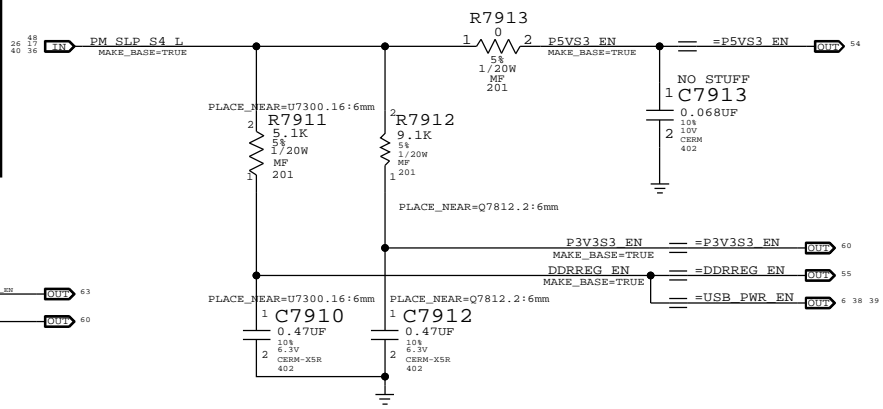 R7913
0
1 2
5%
1/20W
MF
201
48
26 17
40 36
IN
PM_SLP_S4_L
MAKE_BASE=TRUE
P5VS3_EN
MAKE_BASE=TRUE
=P5VS3_EN
OUT 54
NO STUFF
1 C7913
0.068UF
10%
10V
CERM
402
2
PLACE_NEAR=U7300.16:6mm
2 R7911
5.1K
5%
1/20W
MF
201
1
2 R7912
9.1K
5%
1/20W
MF
201
1
PLACE_NEAR=Q7812.2:6mm
P3V3S3_EN
MAKE_BASE=TRUE
=P3V3S3_EN
OUT 60
DDRREG_EN
MAKE_BASE=TRUE
=DDRREG_EN
OUT 55
=USB_PWR_EN
OUT 6 38 39
_EN
OUT 63
OUT 60
PLACE_NEAR=U7300.16:6mm
1 C7910
0.47UF
10%
6.3V
CERM-X5R
402
2
PLACE_NEAR=Q7812.2:6mm
1 C7912
0.47UF
10%
6.3V
CERM-X5R
402
2